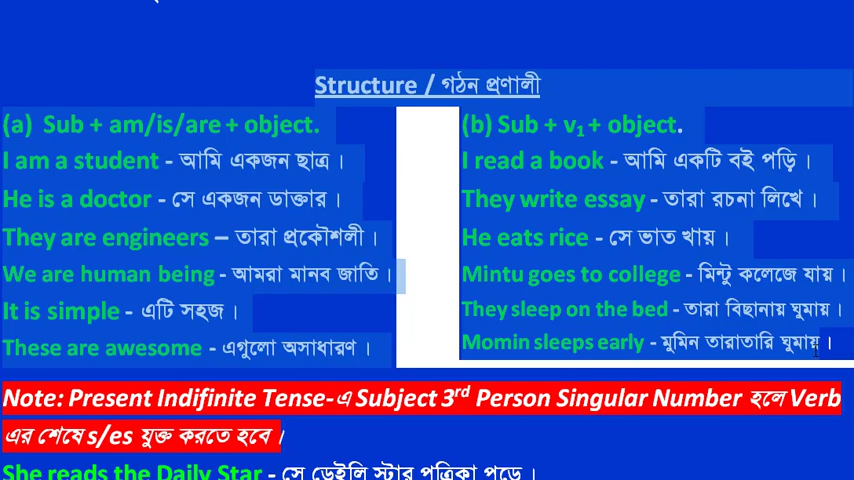 Structure / গঠন প্রণালী
(a) Sub + am/is/are + object.
I am a student - আমি একজন ছাত্র ।
He is a doctor - সে একজন ডাক্তার ।
They are engineers – তারা প্রকৌশলী ।
We are human being - আমরা মানব জাতি ।
It is simple - এটি সহজ ।
These are awesome - এগুলো অসাধারণ ।
(b) Sub + v₁ + object.
I read a book - আমি একটি বই পড়ি ।
They write essay - তারা রচনা লিখে ।
He eats rice - সে ভাত খায় ।
Mintu goes to college - মিন্টু কলেজে যায় ।
They sleep on the bed - তারা বিছানায় ঘুমায় ।
Momin sleeps early - মুমিন তারাতারি ঘুমায় ।
Note: Present Indifinite Tense-এ Subject 3rd Person Singular Number হলে Verb
এর শেষে s/es যুক্ত করতে হবে ।
She reads the Daily Star - সে ডেইলি স্টার পত্রিকা পড়ে ।